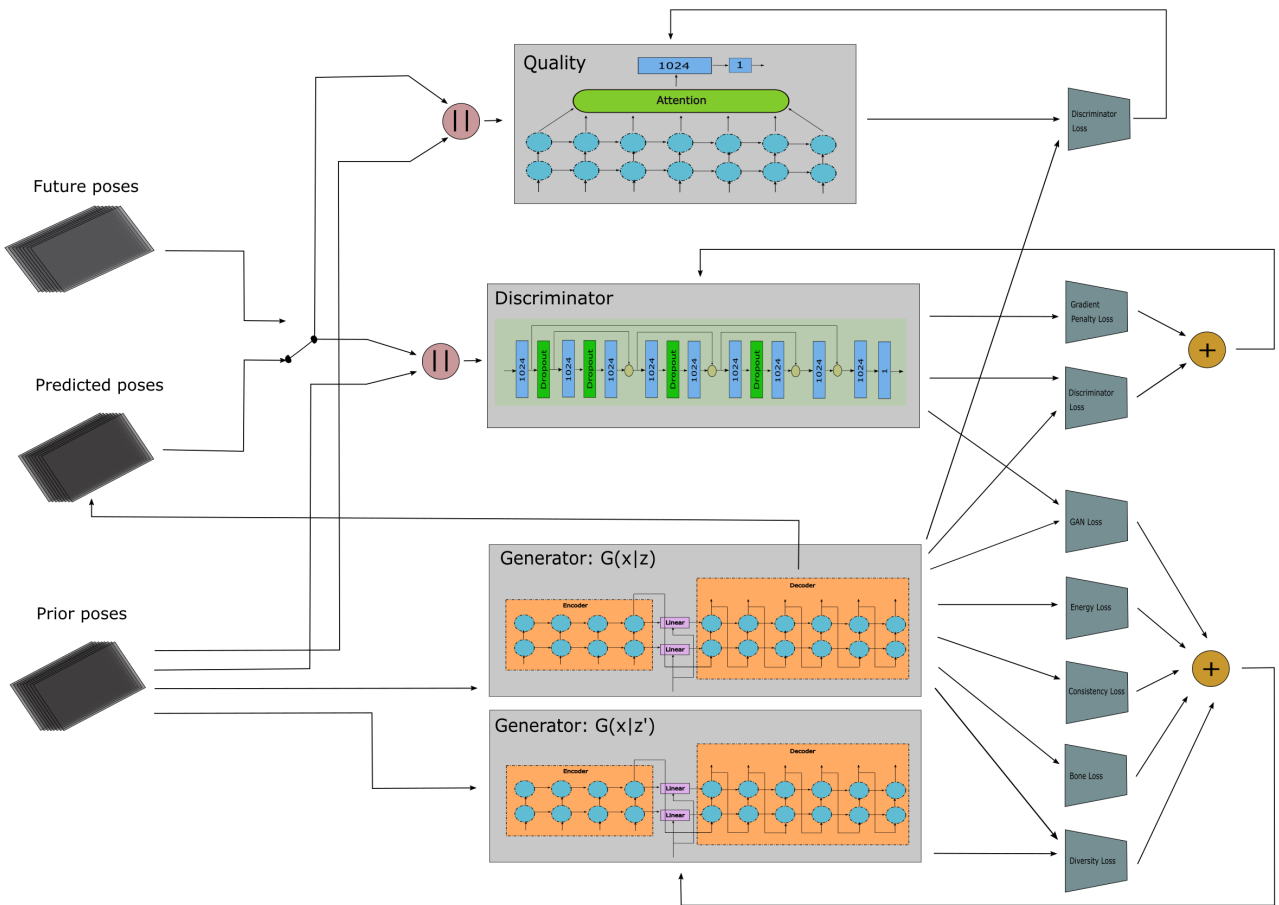 Quality
1024
1
Attention
||
Discriminator
Loss
Future poses
Discriminator
1024
Dropout
1024
Dropout
1024
1024
Dropout
1024
1024
Dropout
1024
1024
1024
1
Gradient
Penalty Loss
+
||
Predicted poses
Discriminator
Loss
GAN Loss
Generator: G(x|z)
Encoder
Linear
Linear
Decoder
Energy Loss
Prior poses
Consistency Loss
+
Generator: G(x|z')
Encoder
Linear
Linear
Decoder
Bone Loss
Diversity Loss